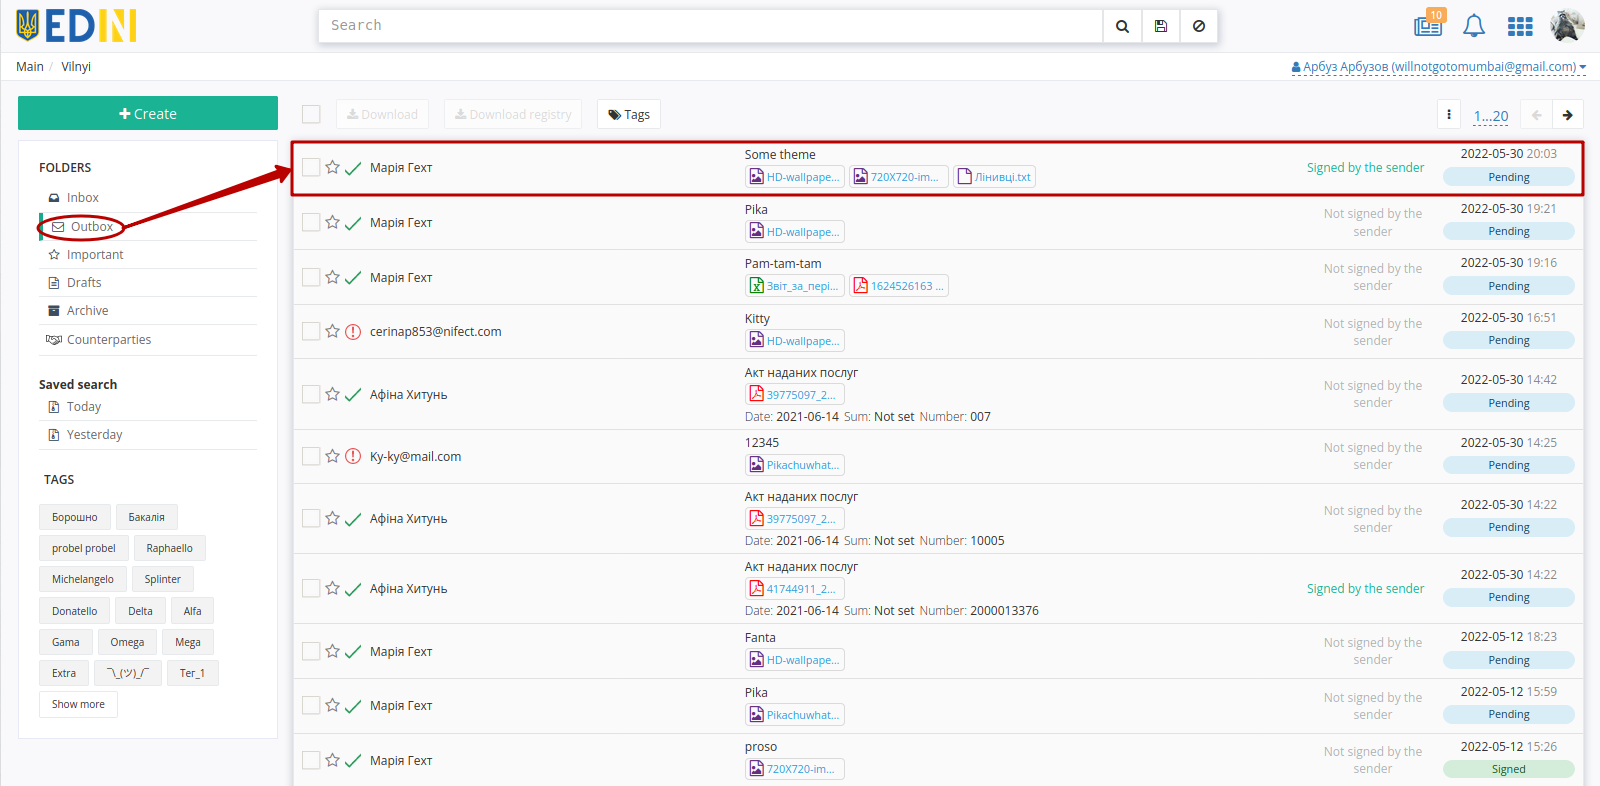 EDIN
Search
10
Main / Vilnyi
Арбуз Арбузов (willnotgotomumbai@gmail.com)
Create
Download
Download registry
Tags
1...20
FOLDERS
Inbox
Outbox
Important
Drafts
Archive
Counterparties
Saved search
Today
Yesterday
TAGS
Борошно Бакалія
probel probel Raphaello
Michelangelo Splinter
Donatello Delta Alfa
Gama Omega Mega
Extra ¯\_(ツ)_/¯ Тег_1
Show more
Марія Гехт
Some theme
HD-wallpape... 720X720-im... Лінивці.txt
Signed by the sender
2022-05-30 20:03
Pending
Марія Гехт
Pika
HD-wallpape...
Not signed by the
sender
2022-05-30 19:21
Pending
Марія Гехт
Pam-tam-tam
Звіт_за_пері... 1624526163 ...
Not signed by the
sender
2022-05-30 19:16
Pending
cerinap853@nifect.com
Kitty
HD-wallpape...
Not signed by the
sender
2022-05-30 16:51
Pending
Афіна Хитунь
Акт наданих послуг
39775097_2...
Date: 2021-06-14 Sum: Not set Number: 007
Not signed by the
sender
2022-05-30 14:42
Pending
Ky-ky@mail.com
12345
Pikachuwhat...
Not signed by the
sender
2022-05-30 14:25
Pending
Афіна Хитунь
Акт наданих послуг
39775097_2...
Date: 2021-06-14 Sum: Not set Number: 10005
Not signed by the
sender
2022-05-30 14:22
Pending
Афіна Хитунь
Акт наданих послуг
41744911_2...
Date: 2021-06-14 Sum: Not set Number: 2000013376
Signed by the sender
2022-05-30 14:22
Pending
Марія Гехт
Fanta
HD-wallpape...
Not signed by the
sender
2022-05-12 18:23
Pending
Марія Гехт
Pika
Pikachuwhat...
Not signed by the
sender
2022-05-12 15:59
Pending
Марія Гехт
proso
720X720-im...
Not signed by the
sender
2022-05-12 15:26
Signed